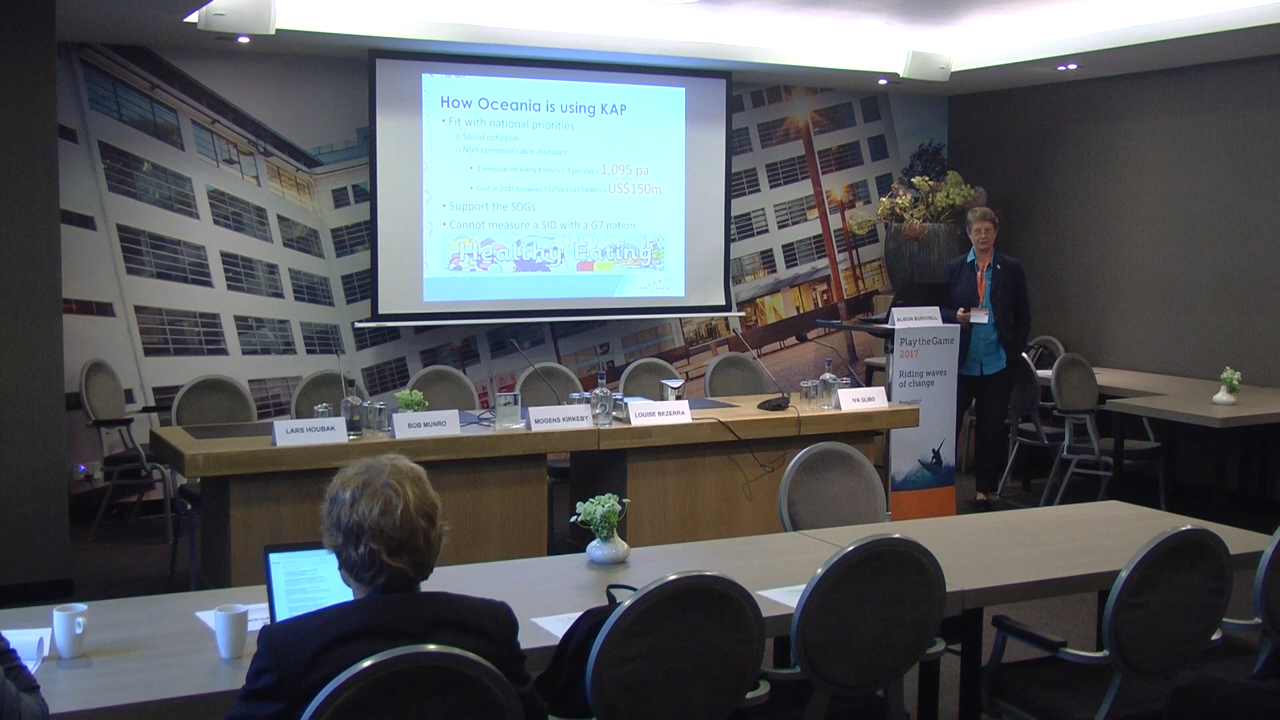 How Oceania is using KAP
• Fit with national priorities
Social cohesion
Non-communicable diseases
1,095 pa
US$150m
• Support the SDGs
• Cannot measure a SID with a G7 nation
Healthy Eating
ALISON BURCHELL
Play the Game
2017
Riding waves
of change
LARS HOUBAK
BOB MUNRO
MOGENS KIRKEBY
LOUISE BEZERRA
IVA GLIBO